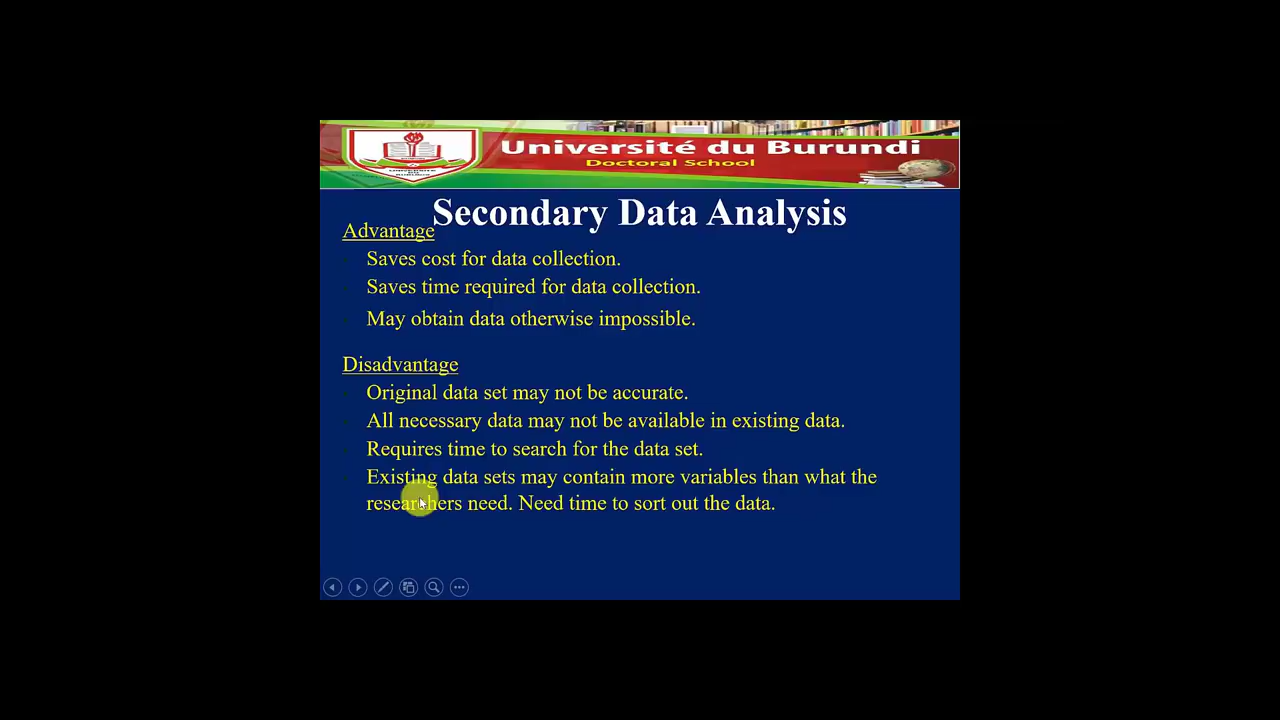 Université du Burundi
Doctoral School
UNIVERSITE
DU
BURUNDI
Secondary Data Analysis
Advantage
Saves cost for data collection.
Saves time required for data collection.
May obtain data otherwise impossible.
Disadvantage
Original data set may not be accurate.
All necessary data may not be available in existing data.
Requires time to search for the data set.
Existing data sets may contain more variables than what the
researchers need. Need time to sort out the data.